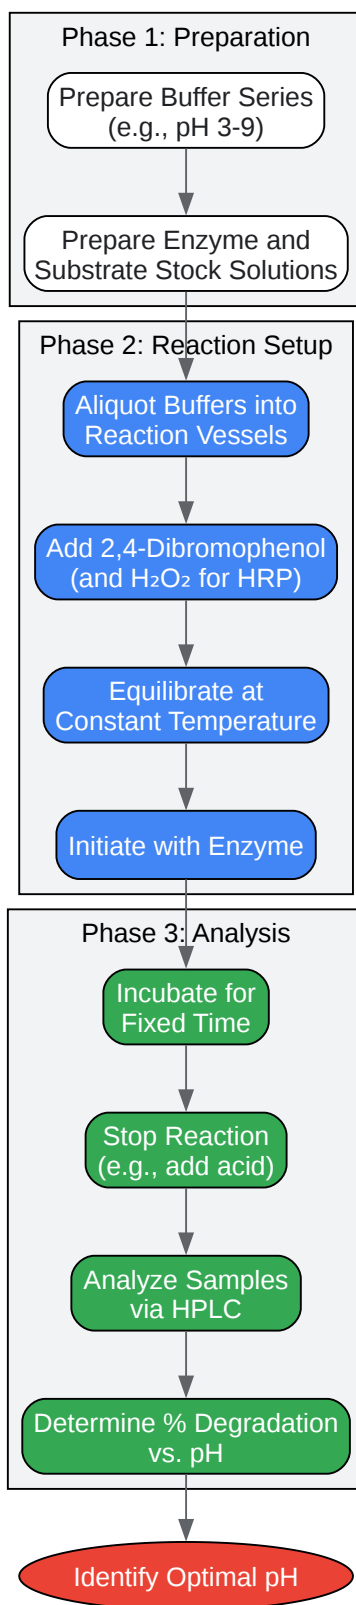 Phase 1: Preparation
Prepare Buffer Series
(e.g., pH 3-9)
Prepare Enzyme and
Substrate Stock Solutions
Phase 2: Reaction Setup
Aliquot Buffers into
Reaction Vessels
Add 2,4-Dibromophenol
(and H₂O₂ for HRP)
Equilibrate at
Constant Temperature
Initiate with Enzyme
Phase 3: Analysis
Incubate for
Fixed Time
Stop Reaction
(e.g., add acid)
Analyze Samples
via HPLC
Determine % Degradation
vs. pH
Identify Optimal pH